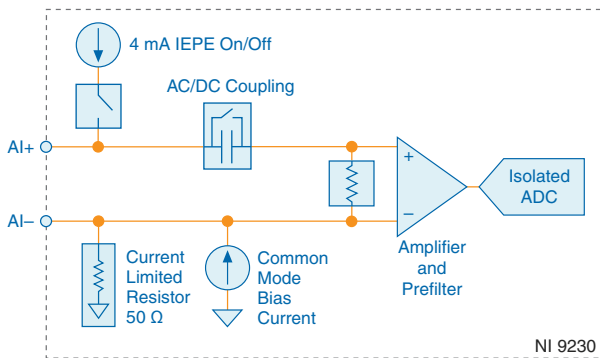 4 mA IEPE On/Off
AC/DC Coupling
AI+
+
Isolated
ADC
AI–
–
Amplifier
and
Prefilter
Current
Limited
Resistor
50 Ω
Common
Mode
Bias
Current
NI 9230